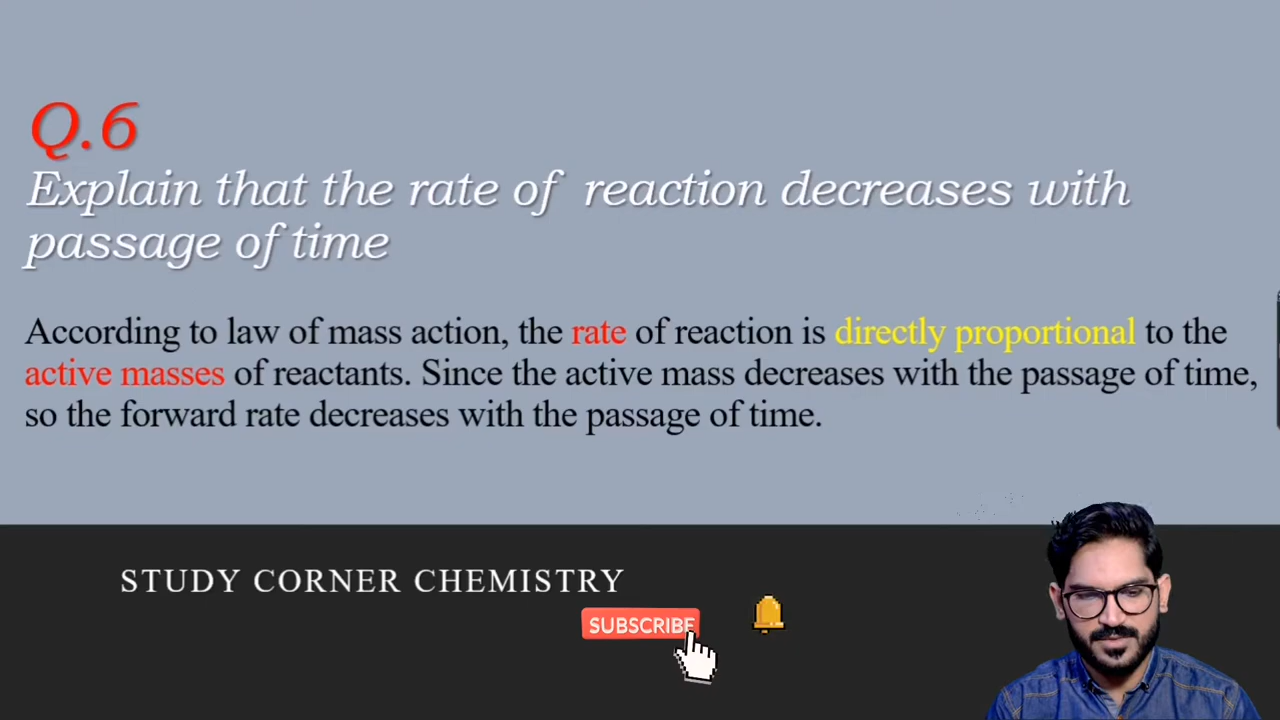 Q.6
Explain that the rate of reaction decreases with
passage of time
According to law of mass action, the rate of reaction is directly proportional to the
active masses of reactants. Since the active mass decreases with the passage of time,
so the forward rate decreases with the passage of time.
STUDY CORNER CHEMISTRY
SUBSCRIBE